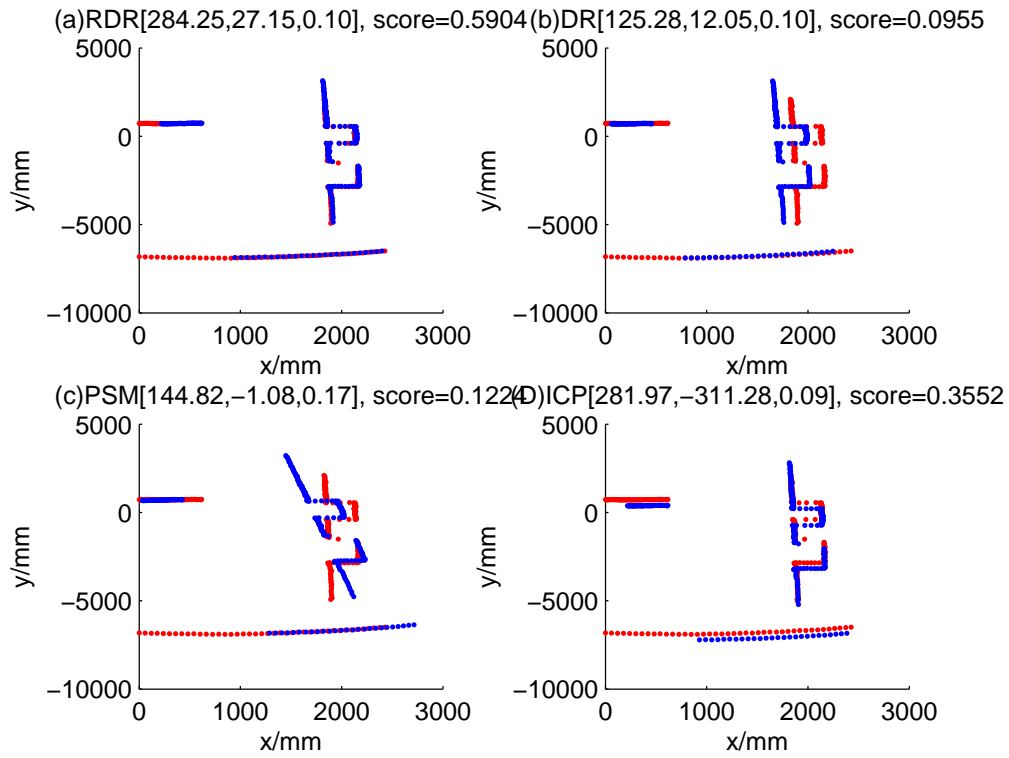 (a)RDR[284.25,27.15,0.10], score=0.5904
(b)DR[125.28,12.05,0.10], score=0.0955
5000
0
−5000
−10000
y/mm
0 1000 2000 3000
x/mm
5000
0
−5000
−10000
y/mm
0 1000 2000 3000
x/mm
(c)PSM[144.82,−1.08,0.17], score=0.1224
(D)ICP[281.97,−311.28,0.09], score=0.3552
5000
0
−5000
−10000
y/mm
0 1000 2000 3000
x/mm
5000
0
−5000
−10000
y/mm
0 1000 2000 3000
x/mm